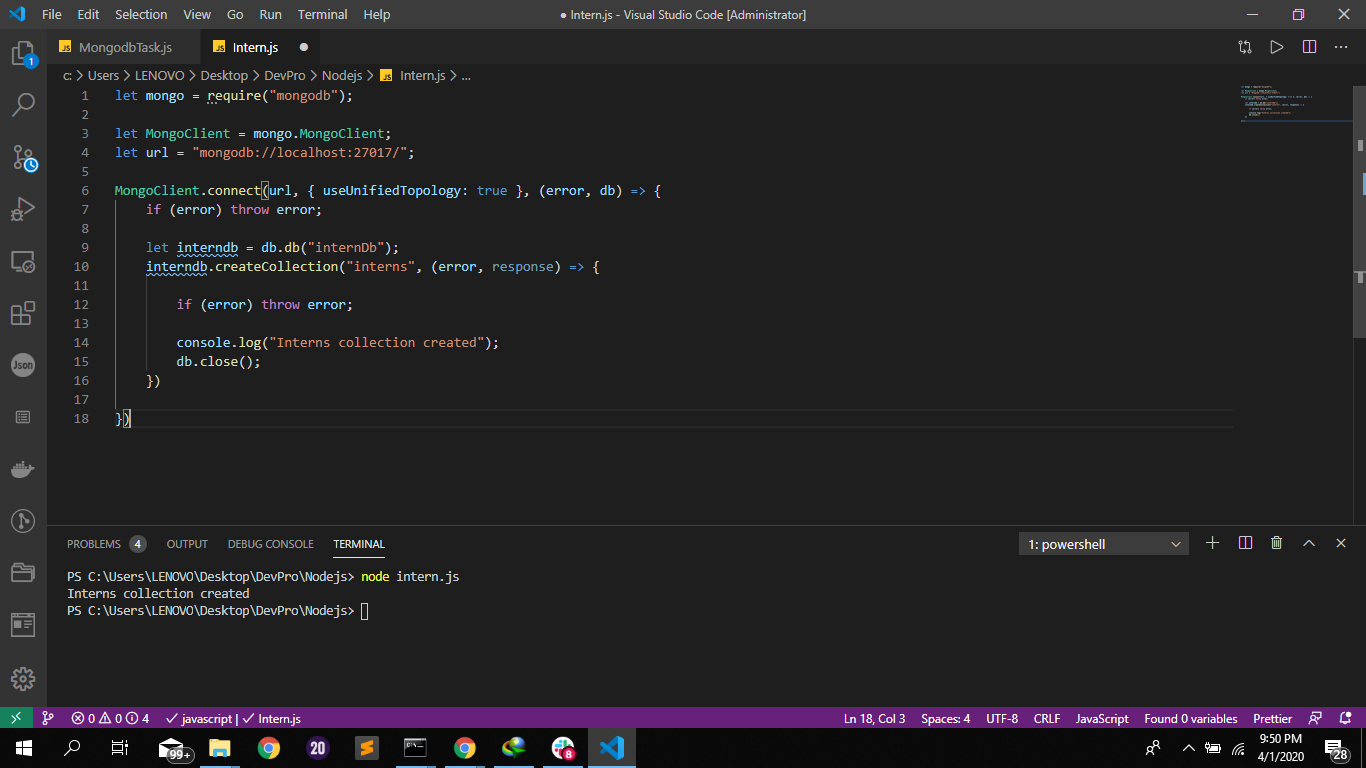 File Edit Selection View Go Run Terminal Help ● Intern.js - Visual Studio Code [Administrator]
JS MongodbTask.js JS Intern.js ●
1
C: > Users > LENOVO > Desktop > DevPro > Nodejs > JS Intern.js > ...
1 let mongo = require("mongodb");
2
3 let MongoClient = mongo.MongoClient;
4 let url = "mongodb://localhost:27017/";
5
6 MongoClient.connect(url, { useUnifiedTopology: true }, (error, db) => {
7 if (error) throw error;
8
9 let interndb = db.db("internDb");
10 interndb.createCollection("interns", (error, response) => {
11
12 if (error) throw error;
13
14 console.log("Interns collection created");
15 db.close();
16 })
17
18 })
Json
PROBLEMS 4 OUTPUT DEBUG CONSOLE TERMINAL 1: powershell
PS C:\Users\LENOVO\Desktop\DevPro\Nodejs> node intern.js
Interns collection created
PS C:\Users\LENOVO\Desktop\DevPro\Nodejs>
0 0 4 javascript | Intern.js Ln 18, Col 3 Spaces: 4 UTF-8 CRLF JavaScript Found 0 variables Prettier
99+ 20 8 9:50 PM
4/1/2020 28